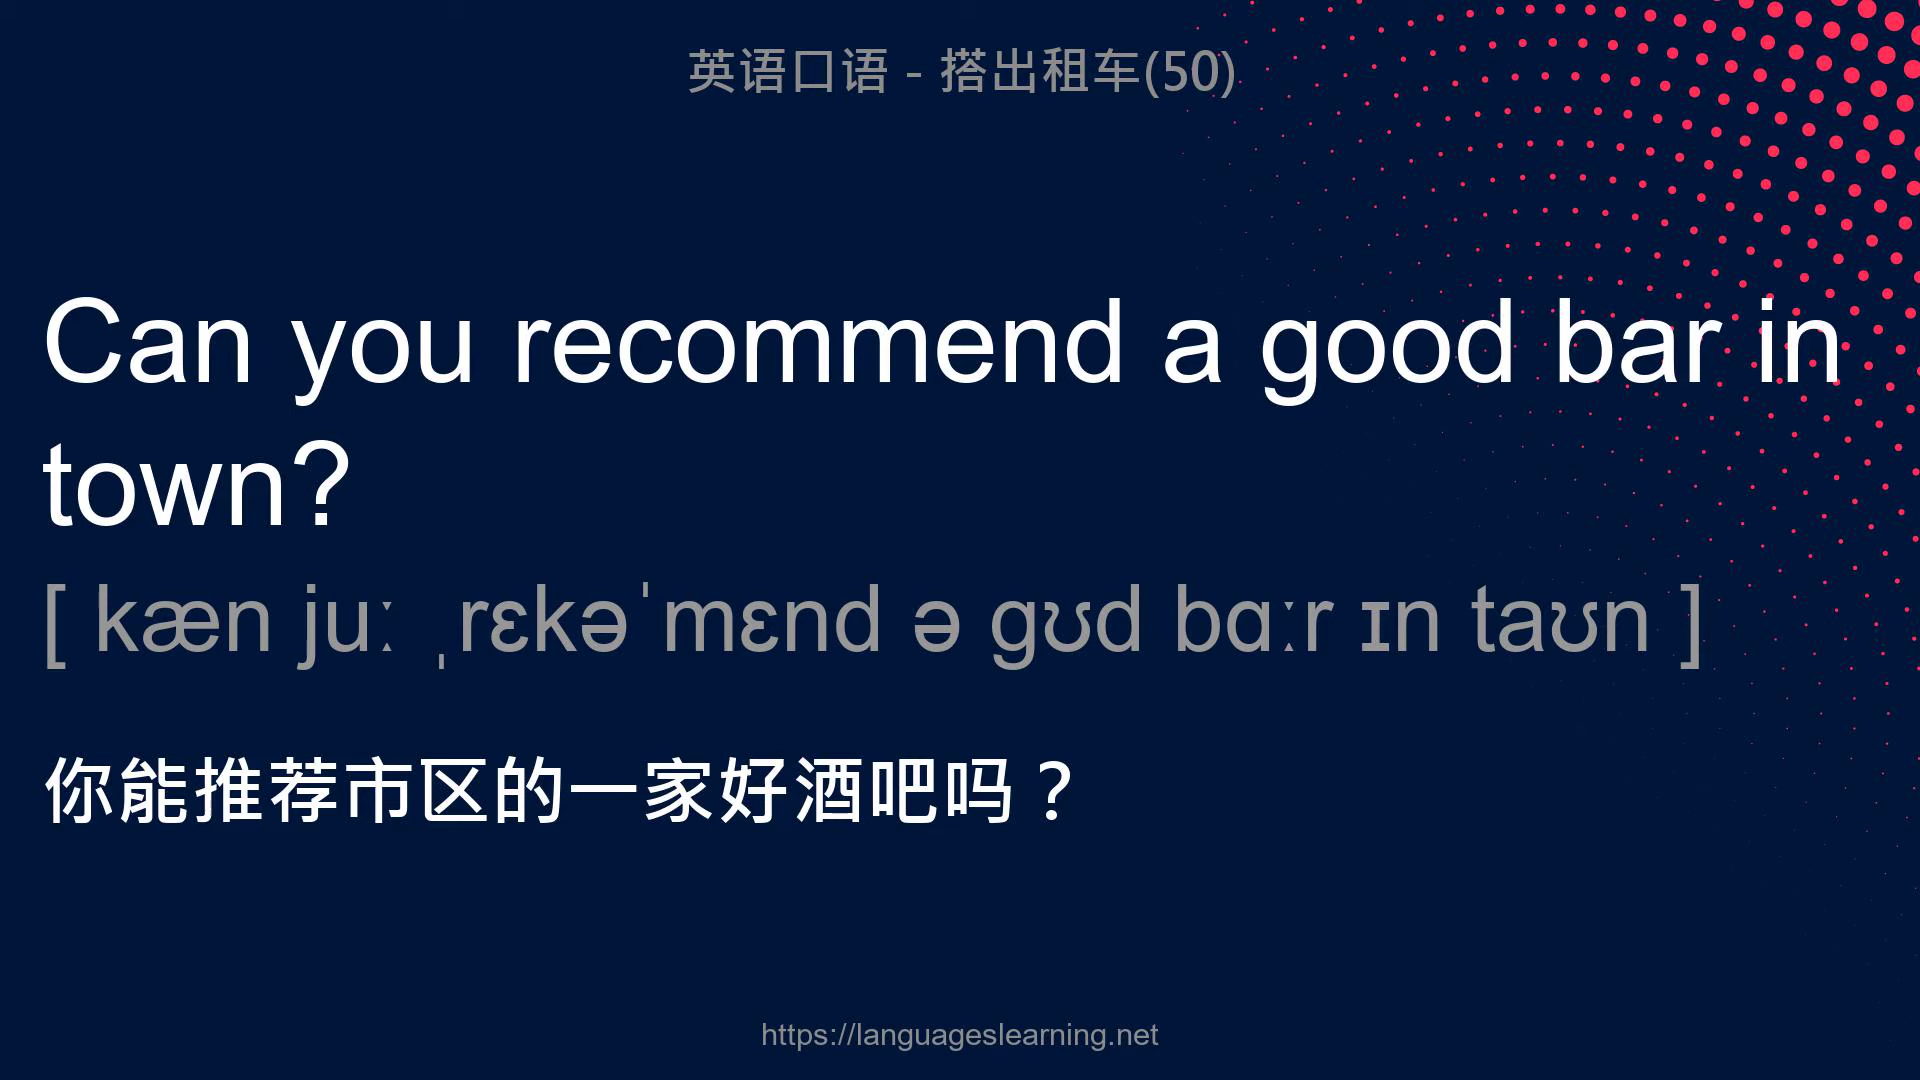 英语口语 - 搭出租车(50)
Can you recommend a good bar in
town?
[ kæn juː ˌrɛkəˈmɛnd ə gʊd bɑːr ɪn taʊn ]
你能推荐市区的一家好酒吧吗？
https://languageslearning.net